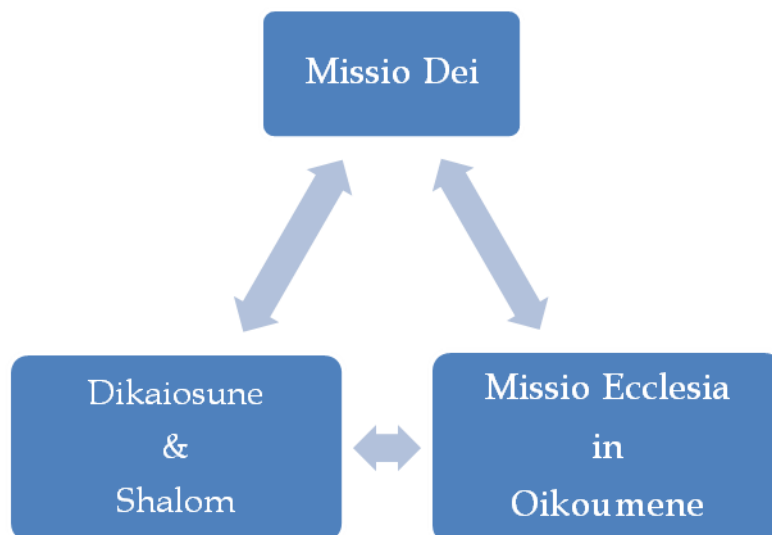 Missio Dei
Dikaiosune
&
Shalom
Missio Ecclesia
in
Oikoumene